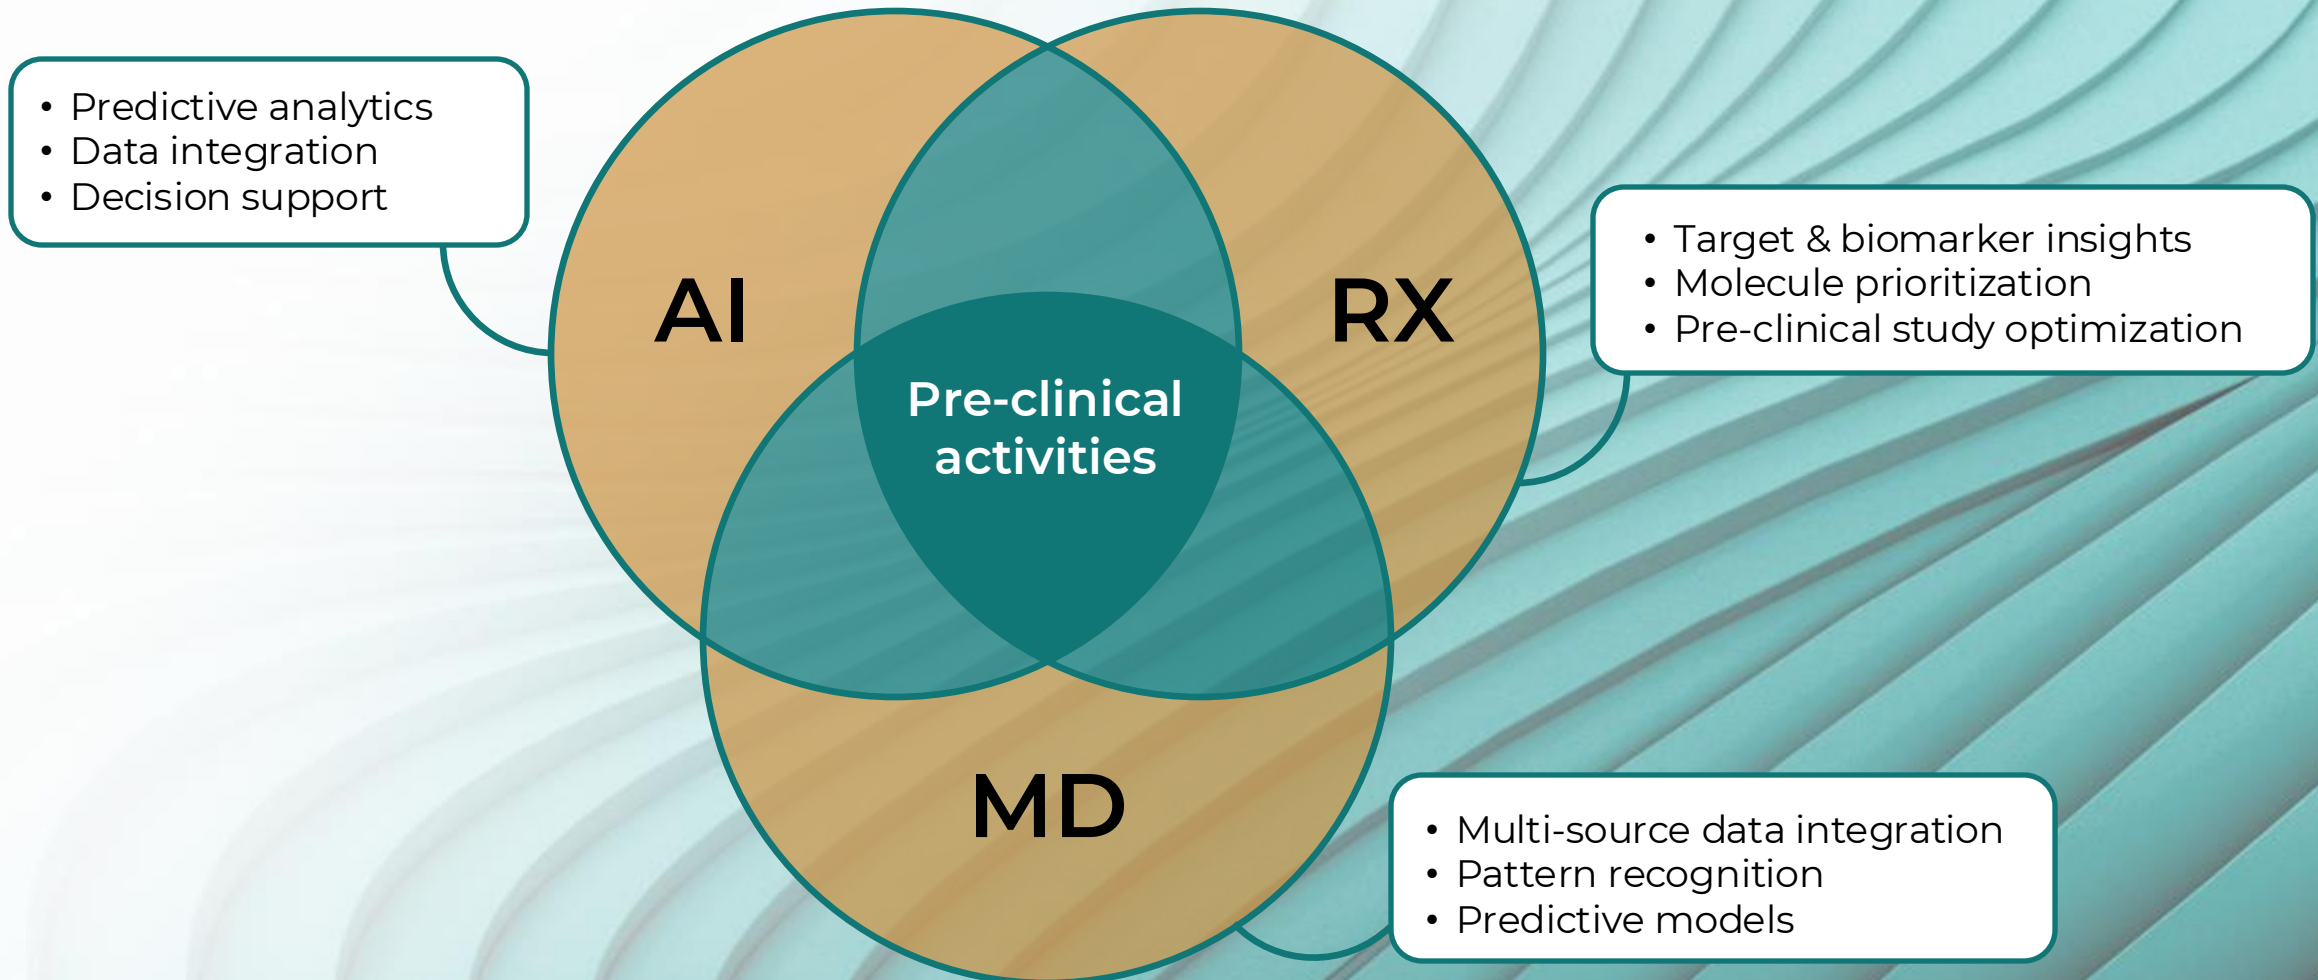 • Predictive analytics
• Data integration
• Decision support
AI
RX
• Target & biomarker insights
• Molecule prioritization
• Pre-clinical study optimization
Pre-clinical
activities
MD
• Multi-source data integration
• Pattern recognition
• Predictive models